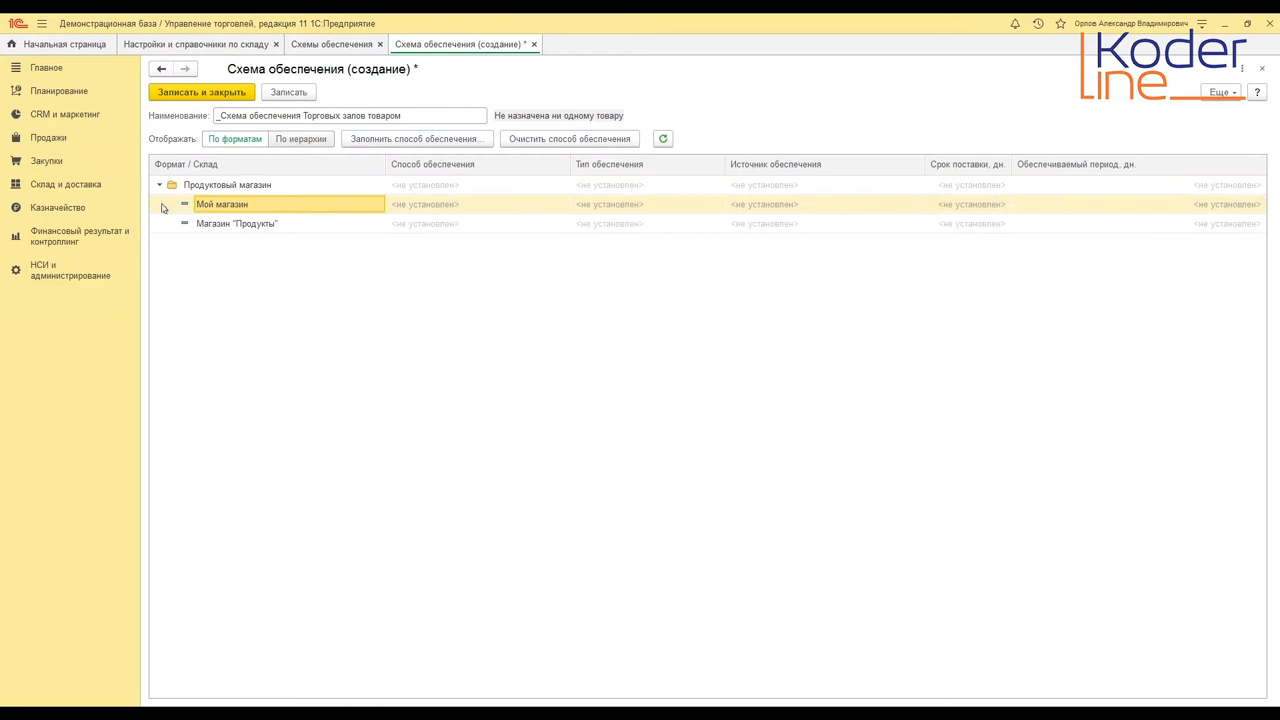 1С Демонстрационная база / Управление торговлей, редакция 11 1С:Предприятие
Орлов Александр Владимирович
Начальная страница
Настройки и справочники по складу ×
Схемы обеспечения ×
Схема обеспечения (создание) * ×
Koder
line
Главное
Планирование
CRM и маркетинг
Продажи
Закупки
Склад и доставка
Казначейство
Финансовый результат и
контроллинг
НСИ и
администрирование
Схема обеспечения (создание) *
Записать и закрыть
Записать
Еще
?
Наименование:
_Схема обеспечения Торговых залов товаром
Не назначена ни одному товару
Отображать:
По форматам
По иерархии
Заполнить способ обеспечения...
Очистить способ обеспечения
Формат / Склад Способ обеспечения Тип обеспечения Источник обеспечения Срок поставки, дн. Обеспечиваемый период, дн.
Продуктовый магазин <не установлен> <не установлен> <не установлен> <не установлен> <не установлен>
Мой магазин <не установлен> <не установлен> <не установлен> <не установлен> <не установлен>
Магазин "Продукты" <не установлен> <не установлен> <не установлен> <не установлен> <не установлен>